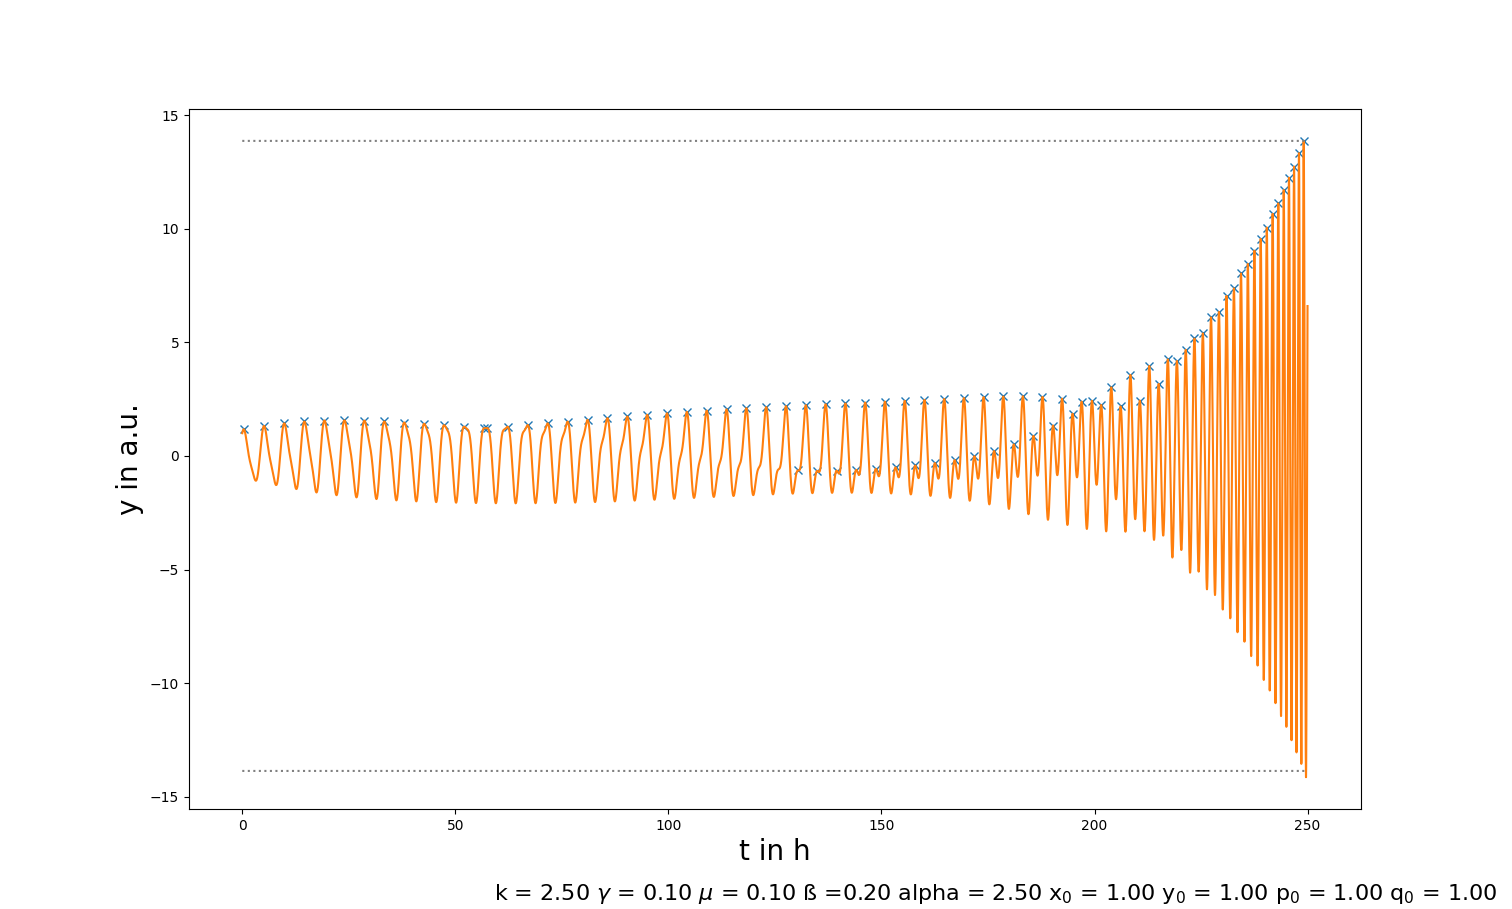 15
10
5
0
−5
−10
−15
y in a.u.
0 50 100 150 200 250
t in h
k = 2.50 γ = 0.10 μ = 0.10 ß =0.20 alpha = 2.50 x₀ = 1.00 y₀ = 1.00 p₀ = 1.00 q₀ = 1.00